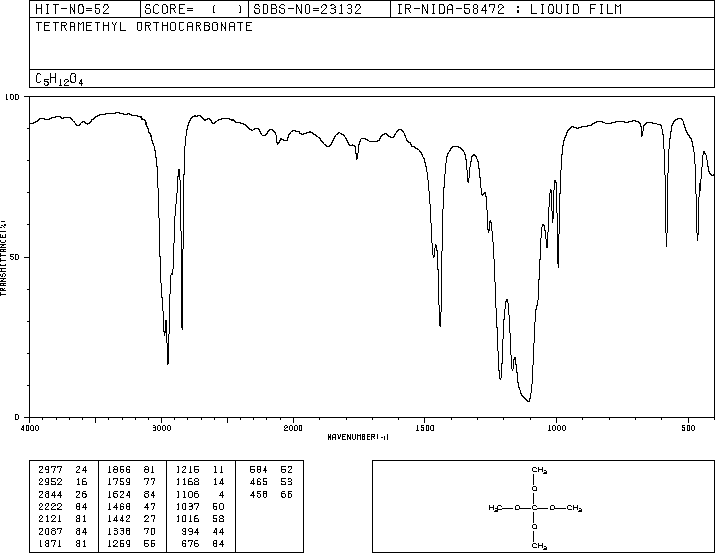 HIT-NO=52 SCORE= ( ) SDBS-NO=23132 IR-NIDA-58472 : LIQUID FILM
TETRAMETHYL ORTHOCARBONATE
C5H12O4
100
50
0
TRANSMITTANCE(%)
4000 3000 2000 1500 1000 500
WAVENUMBER(-1)
2977 24 1866 81 1216 11 584 52
2952 16 1759 77 1168 14 465 53
2844 26 1624 84 1106 4 458 66
2222 84 1468 47 1037 50
2121 81 1442 27 1016 58
2087 84 1338 70 994 44
1871 81 1269 56 676 84
CH3
O
H3C O C O CH3
O
CH3